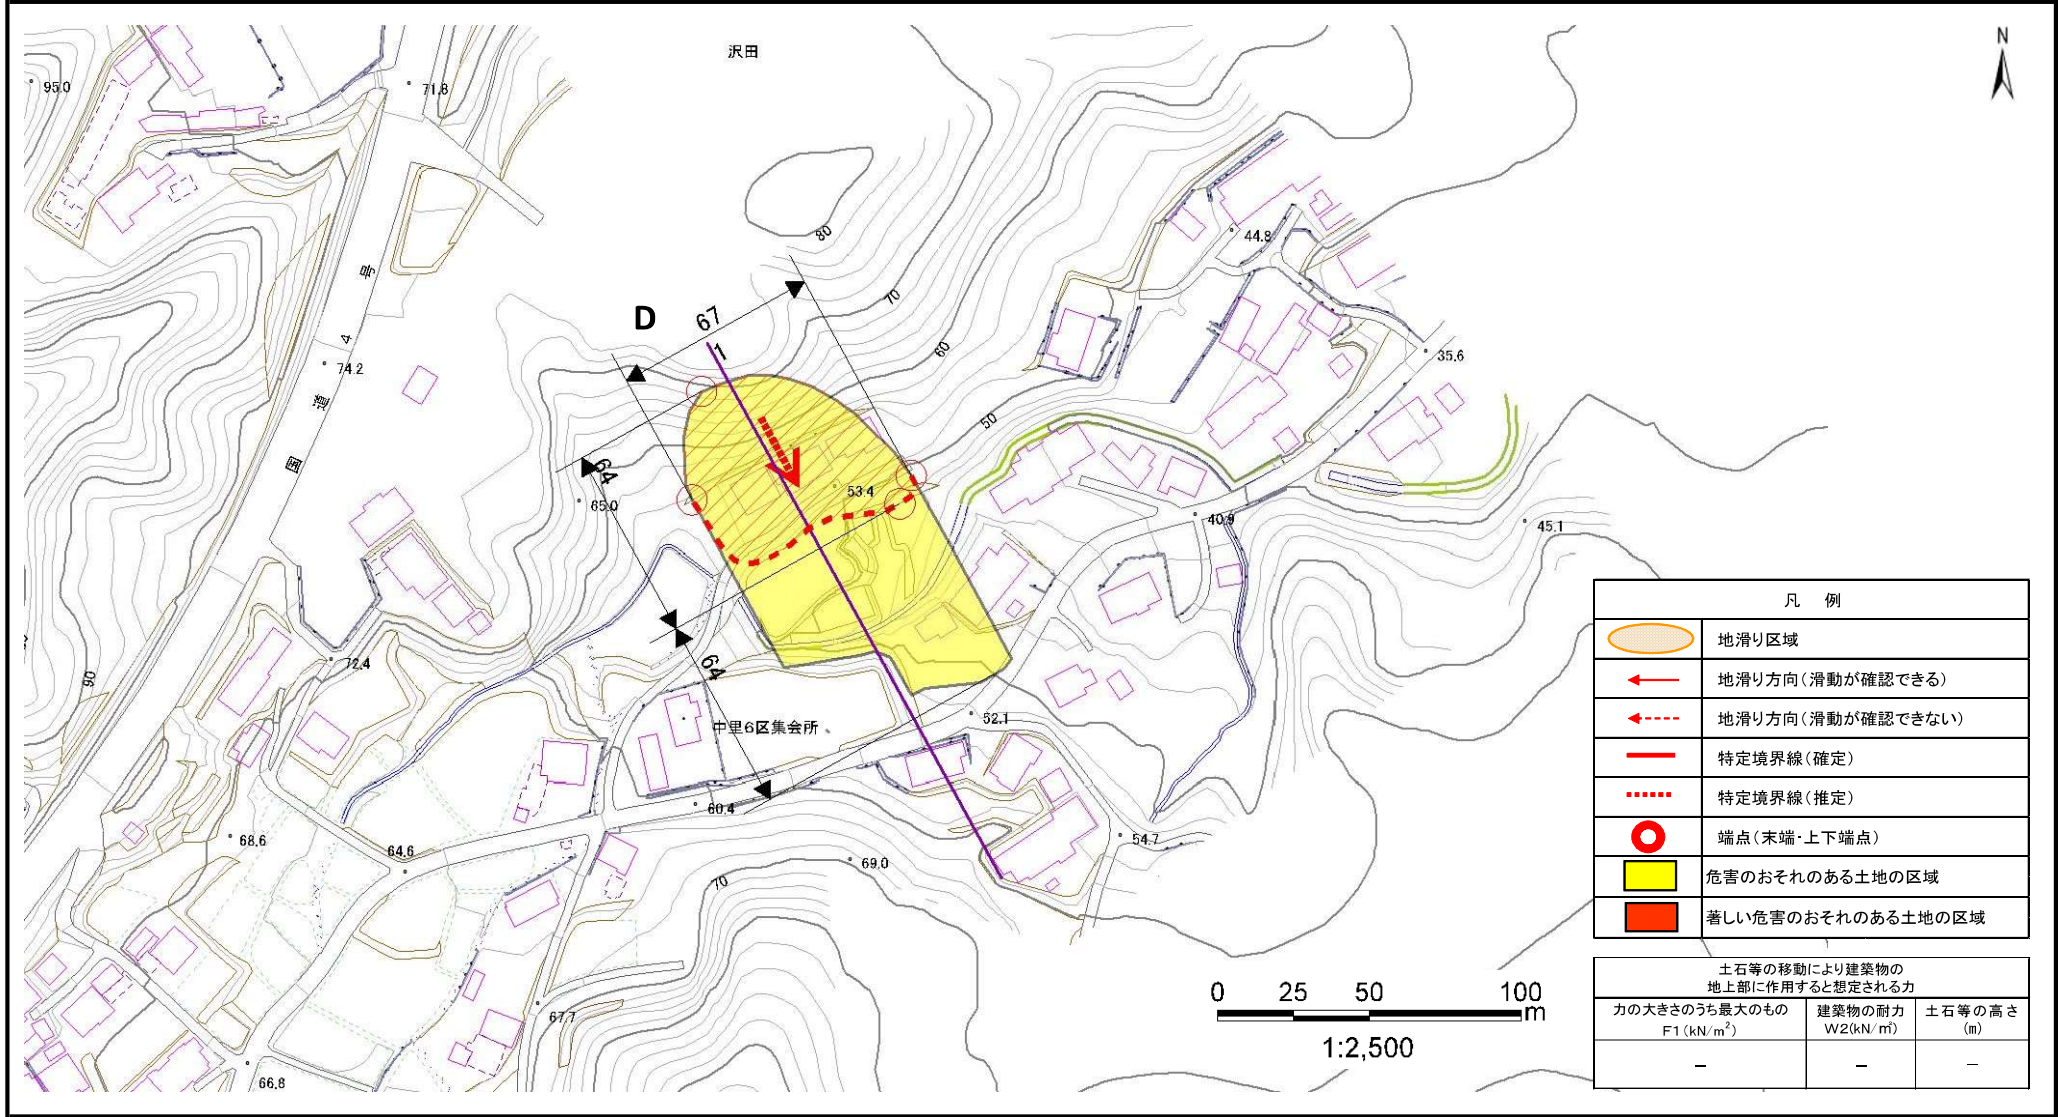 沢田
N
95.0
71.8
80
44.8
号
D
67
70
4
1
60
35.6
74.2
道
50
国
64
53.4
65.0
40.9
45.1
凡 例
地滑り区域
72.4
64
90
地滑り方向(滑動が確認できる)
52.1
地滑り方向(滑動が確認できない)
中里6区集会所
特定境界線(確定)
特定境界線(推定)
60.4
端点(末端・上下端点)
68.6
64.6
54.7
69.0
70
危害のおそれのある土地の区域
著しい危害のおそれのある土地の区域
土石等の移動により建築物の
地上部に作用すると想定される力
0 25 50 100
m
力の大きさのうち最大のもの 建築物の耐力 土石等の高さ
F1(kN/m²) W2(kN/㎡) (m)
67.7
1:2,500
− − −
66.8